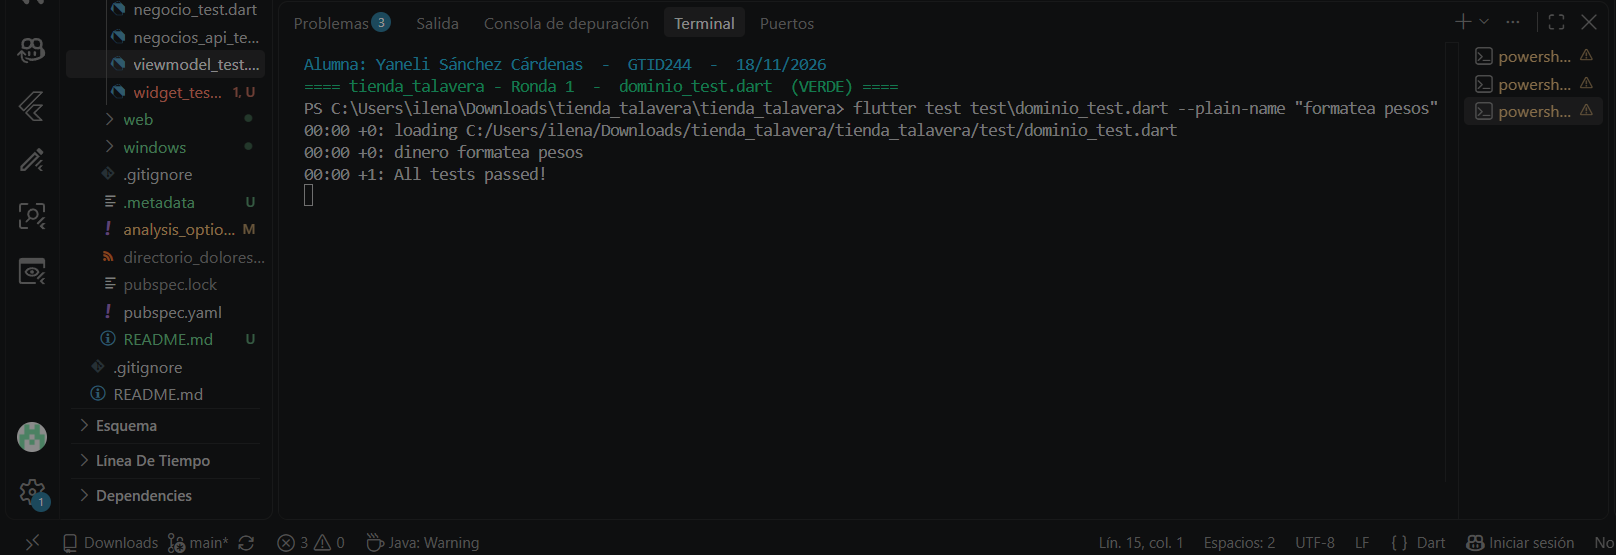 negocio_test.dart
negocios_api_te...
viewmodel_test....
widget_tes... 1, U
web
windows
.gitignore
.metadata U
analysis_optio... M
directorio_dolores...
pubspec.lock
pubspec.yaml
README.md U
.gitignore
README.md
Esquema
Línea De Tiempo
Dependencies
1
Problemas 3 Salida Consola de depuración Terminal Puertos
Alumna: Yaneli Sánchez Cárdenas - GTID244 - 18/11/2026
==== tienda_talavera - Ronda 1 - dominio_test.dart (VERDE) ====
PS C:\Users\ilena\Downloads\tienda_talavera\tienda_talavera> flutter test test\dominio_test.dart --plain-name "formatea pesos"
00:00 +0: loading C:/Users/ilena/Downloads/tienda_talavera/tienda_talavera/test/dominio_test.dart
00:00 +0: dinero formatea pesos
00:00 +1: All tests passed!
powersh...
powersh...
powersh...
Downloads main* 3 0 Java: Warning Lín. 15, col. 1 Espacios: 2 UTF-8 LF { } Dart Iniciar sesión No